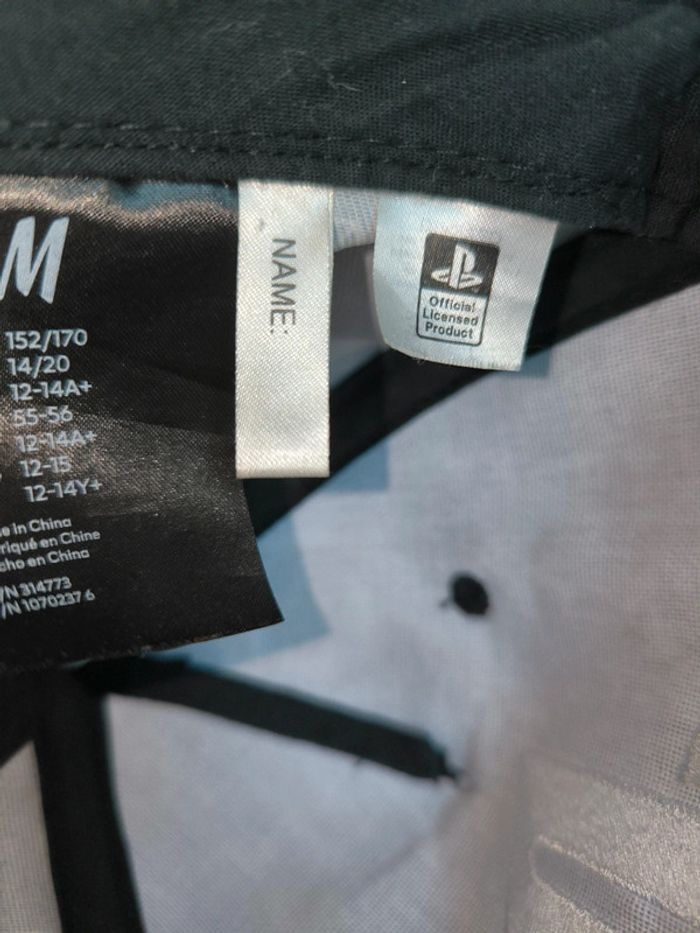 M
152/170
14/20
12-14A+
55-56
12-14A+
12-15
12-14Y+
e in China
riqué en Chine
cho en China
/N 314773
/N 1070237 6
NAME:
Official
Licensed
Product